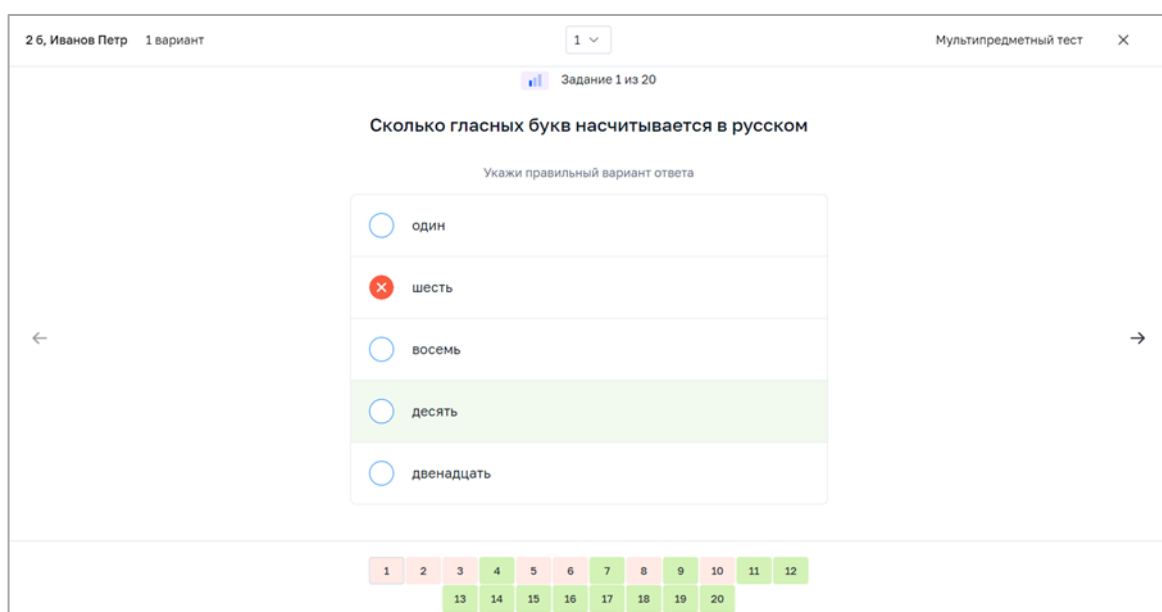 2 б, Иванов Петр 1 вариант 1 Мультипредметный тест
Задание 1 из 20
Сколько гласных букв насчитывается в русском
Укажи правильный вариант ответа
один
шесть
восемь
десять
двенадцать
1 2 3 4 5 6 7 8 9 10 11 12
13 14 15 16 17 18 19 20